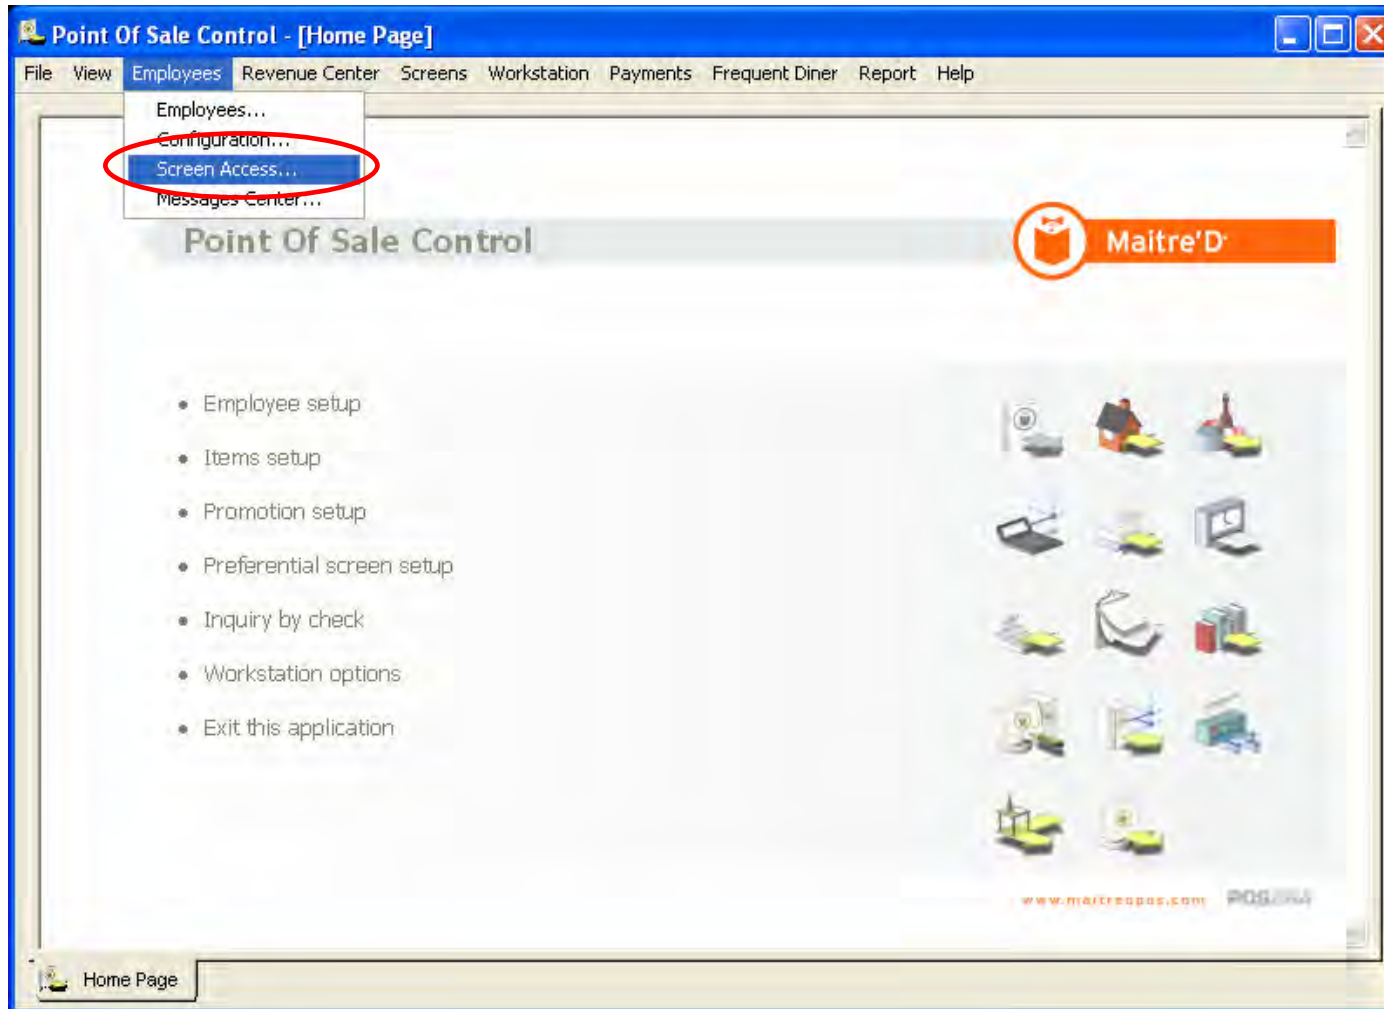 Point Of Sale Control - [Home Page]
File View Employees Revenue Center Screens Workstation Payments Frequent Diner Report Help
Employees...
Configuration...
Screen Access...
Messages Center...
Point Of Sale Control
Maitre'D
• Employee setup
• Items setup
• Promotion setup
• Preferential screen setup
• Inquiry by check
• Workstation options
• Exit this application
www.maitredpos.com
Home Page